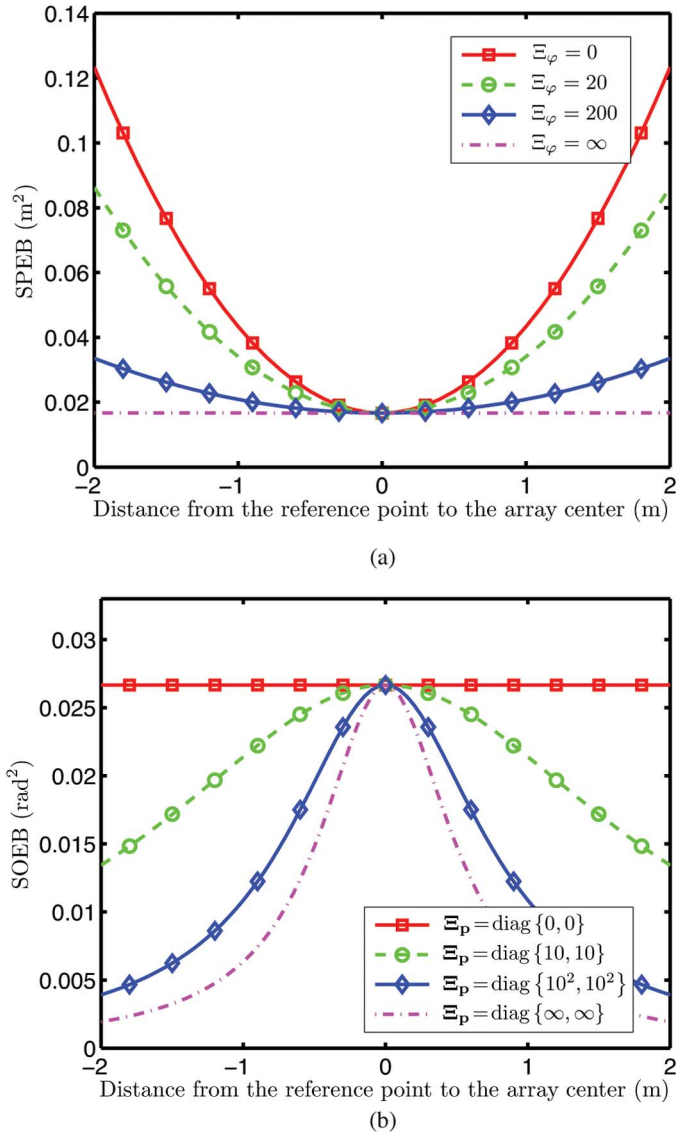 0.14
0.12
0.1
0.08
0.06
0.04
0.02
0
SPEB (m²)
Ξφ = 0
Ξφ = 20
Ξφ = 200
Ξφ = ∞
−2 −1 0 1 2
Distance from the reference point to the array center (m)
(a)
0.03
0.025
0.02
0.015
0.01
0.005
0
SOEB (rad²)
Ξp = diag {0, 0}
Ξp = diag {10, 10}
Ξp = diag {10², 10²}
Ξp = diag {∞, ∞}
−2 −1 0 1 2
Distance from the reference point to the array center (m)
(b)